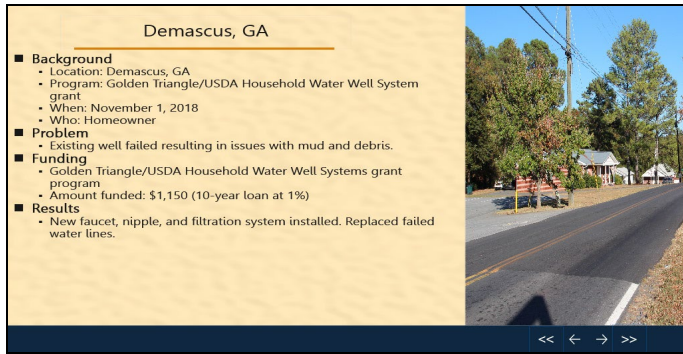 Demascus, GA
■ Background
▪ Location: Demascus, GA
▪ Program: Golden Triangle/USDA Household Water Well System
grant
▪ When: November 1, 2018
▪ Who: Homeowner
■ Problem
▪ Existing well failed resulting in issues with mud and debris.
■ Funding
▪ Golden Triangle/USDA Household Water Well Systems grant
program
▪ Amount funded: $1,150 (10-year loan at 1%)
■ Results
▪ New faucet, nipple, and filtration system installed. Replaced failed
water lines.
<< ← → >>